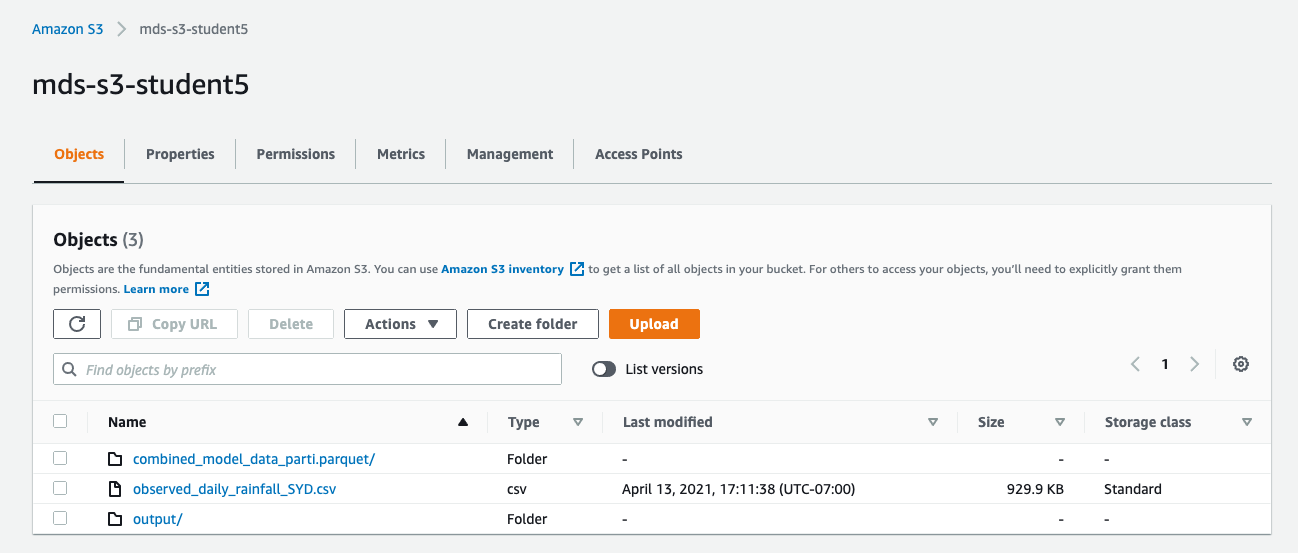 Amazon S3 > mds-s3-student5
mds-s3-student5
Objects Properties Permissions Metrics Management Access Points
Objects (3)
Objects are the fundamental entities stored in Amazon S3. You can use Amazon S3 inventory to get a list of all objects in your bucket. For others to access your objects, you'll need to explicitly grant them
permissions. Learn more
Copy URL Delete Actions Create folder Upload
Find objects by prefix List versions 1
Name Type Last modified Size Storage class
combined_model_data_parti.parquet/ Folder - - -
observed_daily_rainfall_SYD.csv csv April 13, 2021, 17:11:38 (UTC-07:00) 929.9 KB Standard
output/ Folder - - -